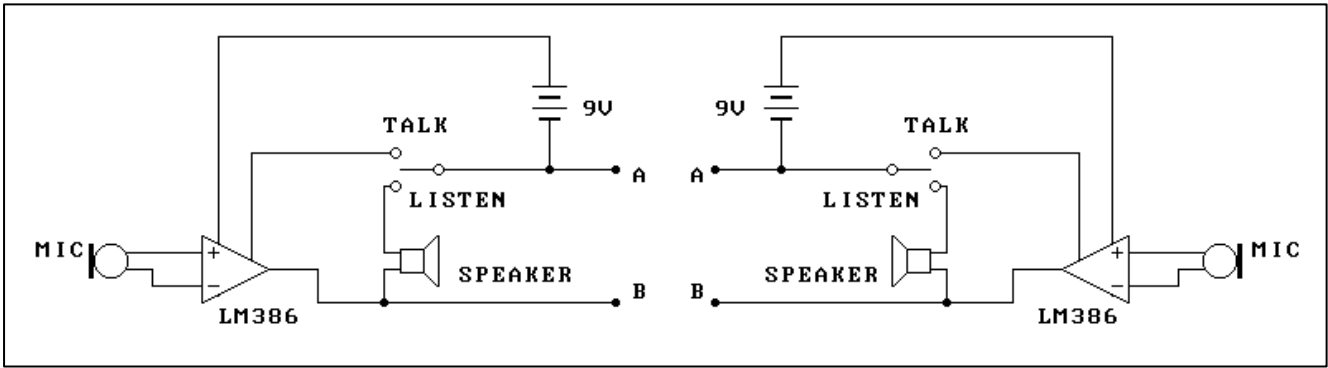 9V 9V
TALK TALK
A A
LISTEN LISTEN
MIC + + MIC
SPEAKER SPEAKER
− B B −
LM386 LM386